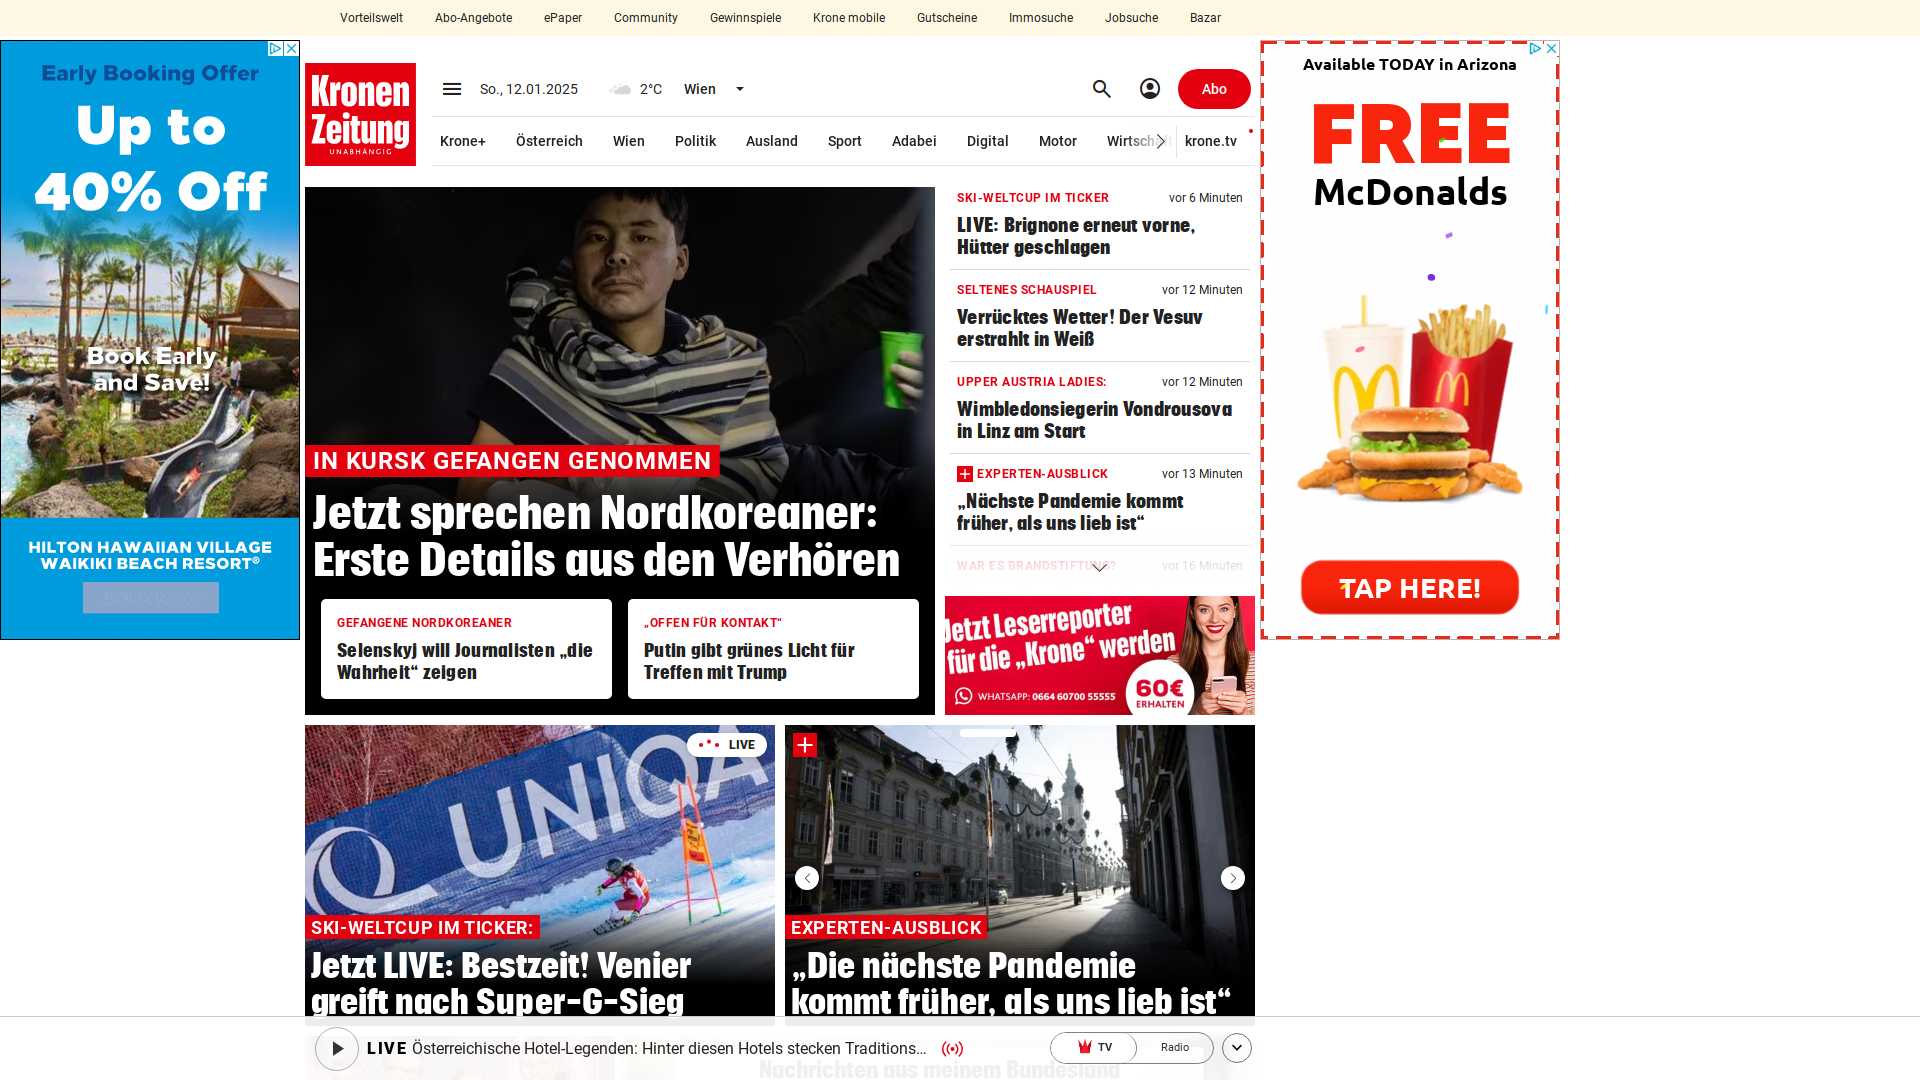 Vorteilswelt
Abo-Angebote
ePaper
Community
Gewinnspiele
Krone mobile
Gutscheine
Immosuche
Jobsuche
Bazar
Early Booking Offer
Up to
40% Off
Book Early
and Save!
HILTON HAWAIIAN VILLAGE
WAIKIKI BEACH RESORT®
Kronen
Zeitung
UNABHÄNGIG
So., 12.01.2025
2°C
Wien
Abo
Krone+
Österreich
Wien
Politik
Ausland
Sport
Adabei
Digital
Motor
Wirtschaft
krone.tv
IN KURSK GEFANGEN GENOMMEN
Jetzt sprechen Nordkoreaner:
Erste Details aus den Verhören
GEFANGENE NORDKOREANER
Selenskyj will Journalisten „die
Wahrheit“ zeigen
„OFFEN FÜR KONTAKT“
Putin gibt grünes Licht für
Treffen mit Trump
SKI-WELTCUP IM TICKER
vor 6 Minuten
LIVE: Brignone erneut vorne,
Hütter geschlagen
SELTENES SCHAUSPIEL
vor 12 Minuten
Verrücktes Wetter! Der Vesuv
erstrahlt in Weiß
UPPER AUSTRIA LADIES:
vor 12 Minuten
Wimbledonsiegerin Vondrousova
in Linz am Start
EXPERTEN-AUSBLICK
vor 13 Minuten
„Nächste Pandemie kommt
früher, als uns lieb ist“
WAR ES BRANDSTIFTUNG?
vor 16 Minuten
Jetzt Leserreporter
für die „Krone“ werden
WHATSAPP: 0664 60700 55555
60€
ERHALTEN
Available TODAY in Arizona
FREE
McDonalds
TAP HERE!
UNIQA
LIVE
SKI-WELTCUP IM TICKER:
Jetzt LIVE: Bestzeit! Venier
greift nach Super-G-Sieg
EXPERTEN-AUSBLICK
„Die nächste Pandemie
kommt früher, als uns lieb ist“
LIVE Österreichische Hotel-Legenden: Hinter diesen Hotels stecken Traditions...
TV
Radio
Nachrichten aus meinem Bundesland